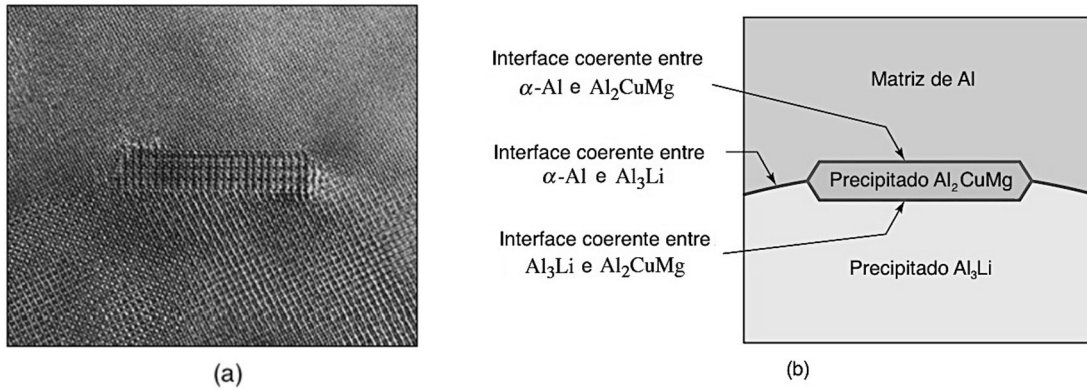 Interface coerente entre
α-Al e Al₂CuMg
Matriz de Al
Interface coerente entre
α-Al e Al₃Li
Precipitado Al₂CuMg
Interface coerente entre
Al₃Li e Al₂CuMg
Precipitado Al₃Li
(a)
(b)